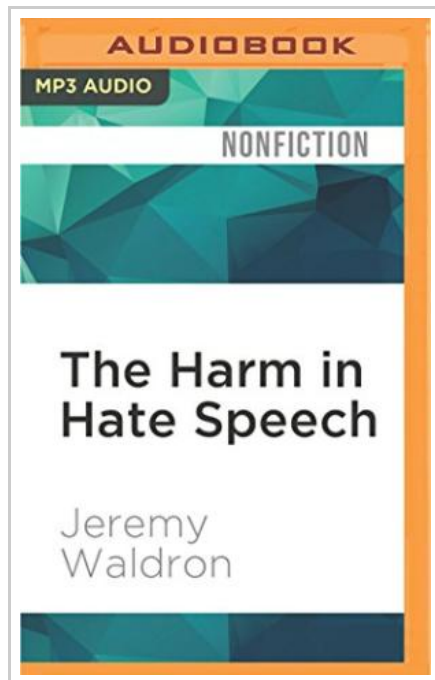 AUDIOBOOK
MP3 AUDIO
NONFICTION
The Harm in
Hate Speech
Jeremy
Waldron